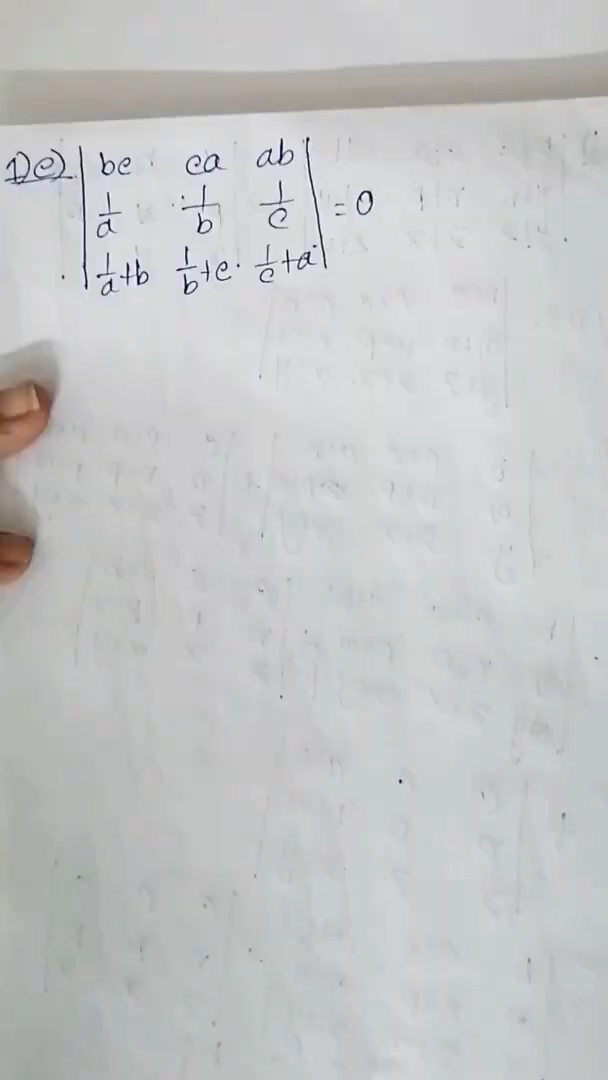 1)c) | bc ca ab |
| 1/a 1/b 1/c | = 0
| 1/a+b 1/b+c 1/c+a |